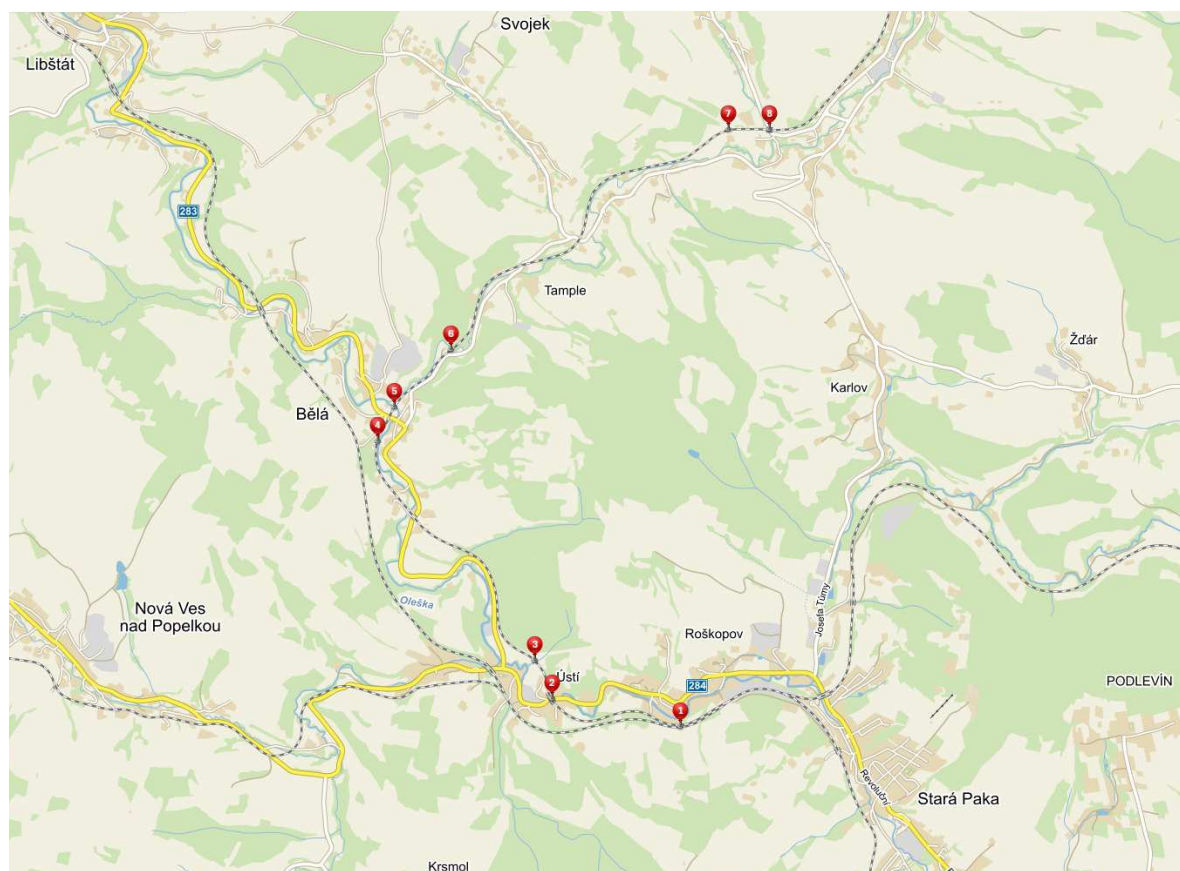 Svojek
Libštát
7
8
283
6
Tample
Žďár
5
Karlov
Bělá
4
Oleška
Nová Ves
nad Popelkou
Josefa Tůmy
Roškopov
3
Ústí
2
284
PODLEVÍN
1
Revoluční
Stará Paka
Krsmol